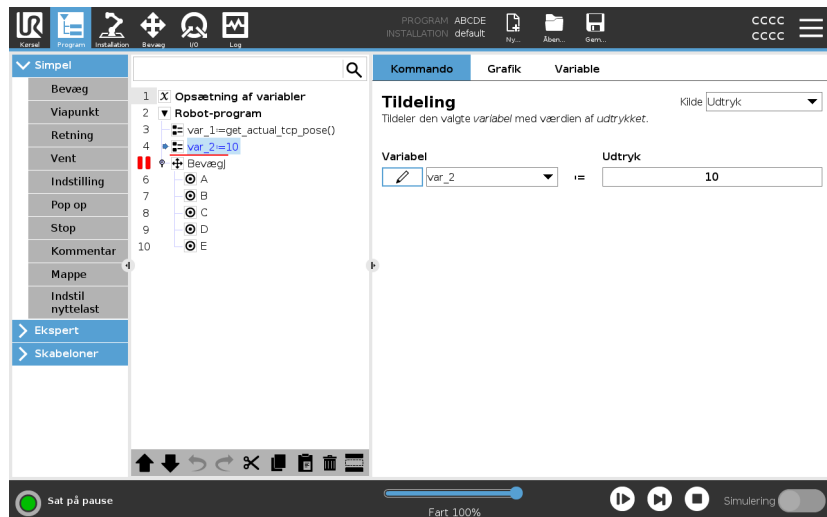 UR
PROGRAM ABCDE
INSTALLATION default
cccc
cccc
Kørsel
Program
Installation
Bevæg
I/O
Log
Ny...
Åben...
Gem...
Simpel
Bevæg
Viapunkt
Retning
Vent
Indstilling
Pop op
Stop
Kommentar
Mappe
Indstil
nyttelast
Ekspert
Skabeloner
1 X Opsætning af variabler
2 Robot-program
3 var_1:=get_actual_tcp_pose()
4 var_2:=10
BevægJ
6 A
7 B
8 C
9 D
10 E
Kommando
Grafik
Variable
Tildeling
Kilde Udtryk
Tildeler den valgte variabel med værdien af udtrykket.
Variabel
Udtryk
var_2
:=
10
Sat på pause
Fart 100%
Simulering